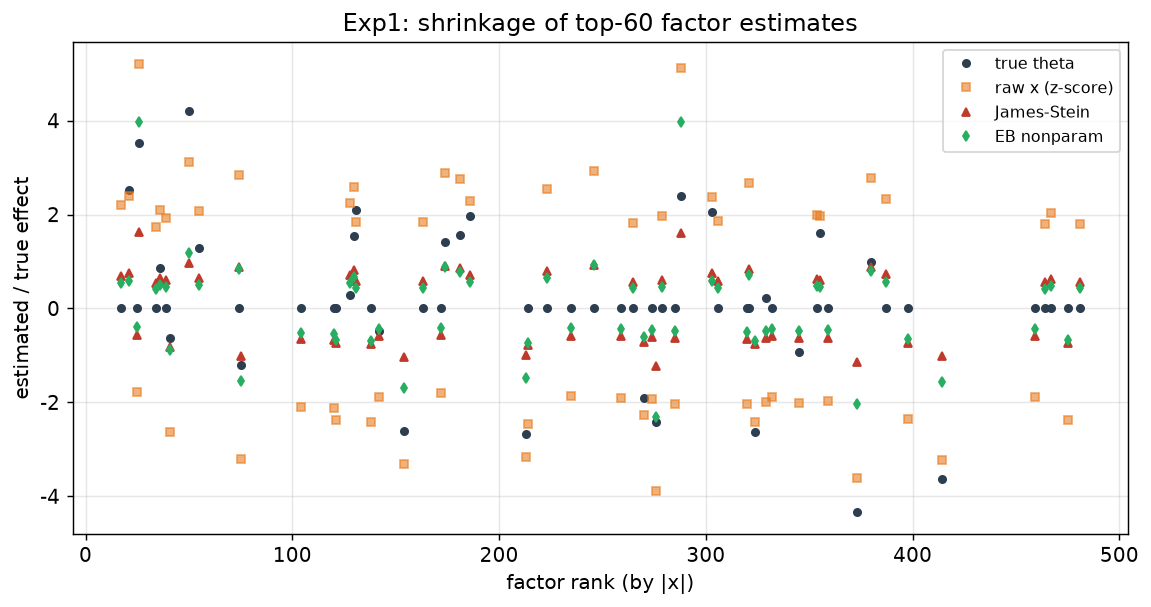 Exp1: shrinkage of top-60 factor estimates
true theta
raw x (z-score)
James-Stein
EB nonparam
estimated / true effect
4
2
0
-2
-4
0 100 200 300 400 500
factor rank (by |x|)